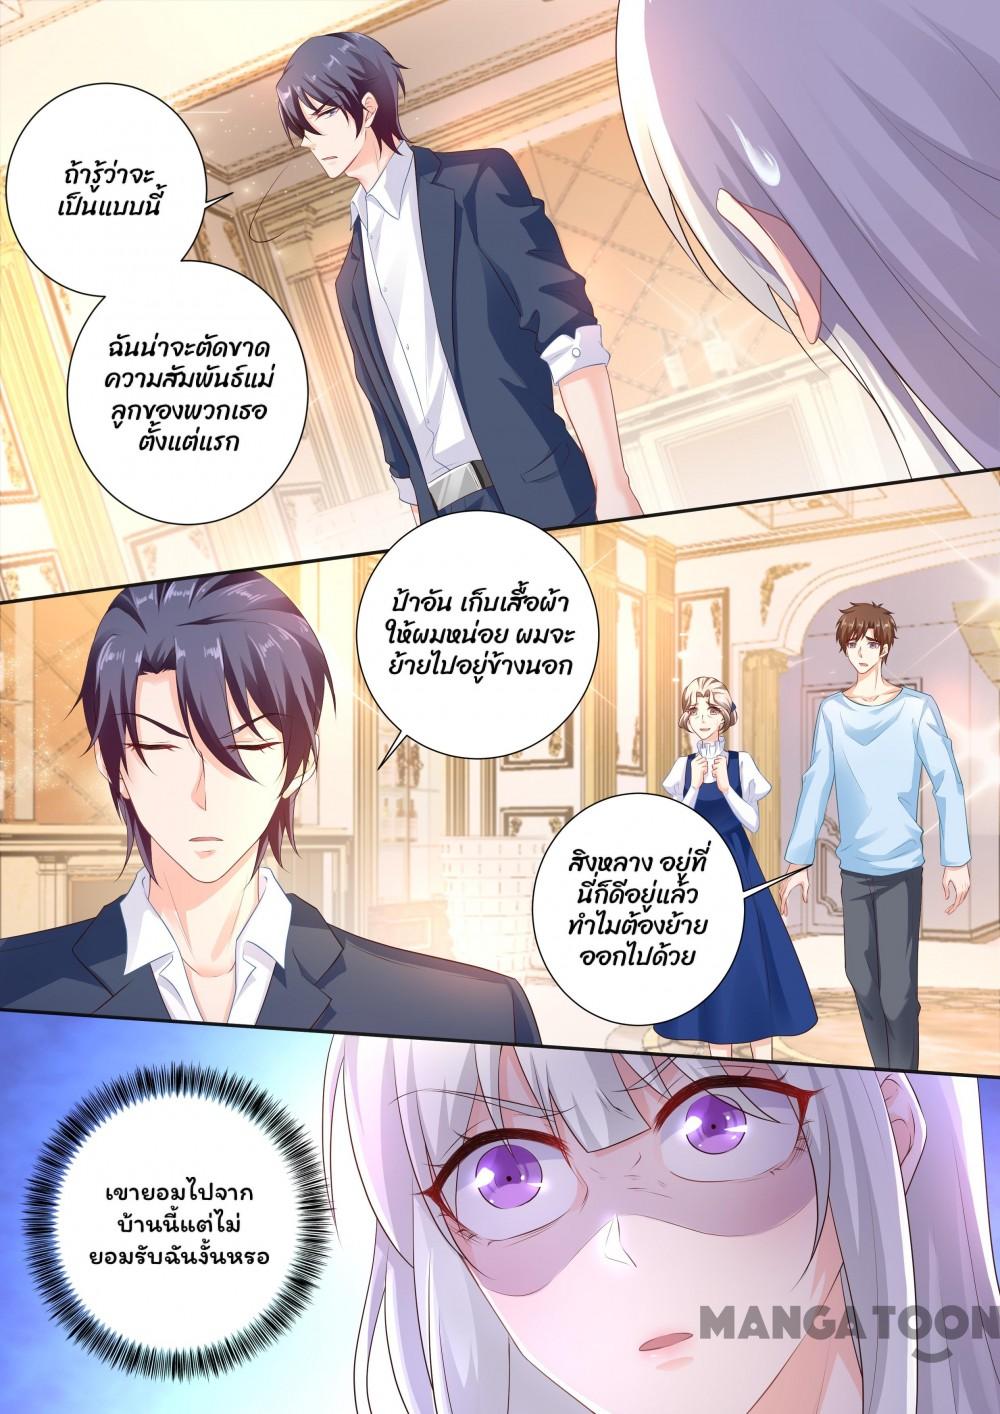 ถ้ารู้ว่าจะ
เป็นแบบนี้
ฉันน่าจะตัดขาด
ความสัมพันธ์แม่
ลูกของพวกเธอ
ตั้งแต่แรก
ป้าอัน เก็บเสื้อผ้า
ให้ผมหน่อย ผมจะ
ย้ายไปอยู่ข้างนอก
สิงหลาง อยู่ที่
นี่ก็ดีอยู่แล้ว
ทำไมต้องย้าย
ออกไปด้วย
เขายอมไปจาก
บ้านนี้แต่ไม่
ยอมรับฉันงั้นหรอ
MANGATOON